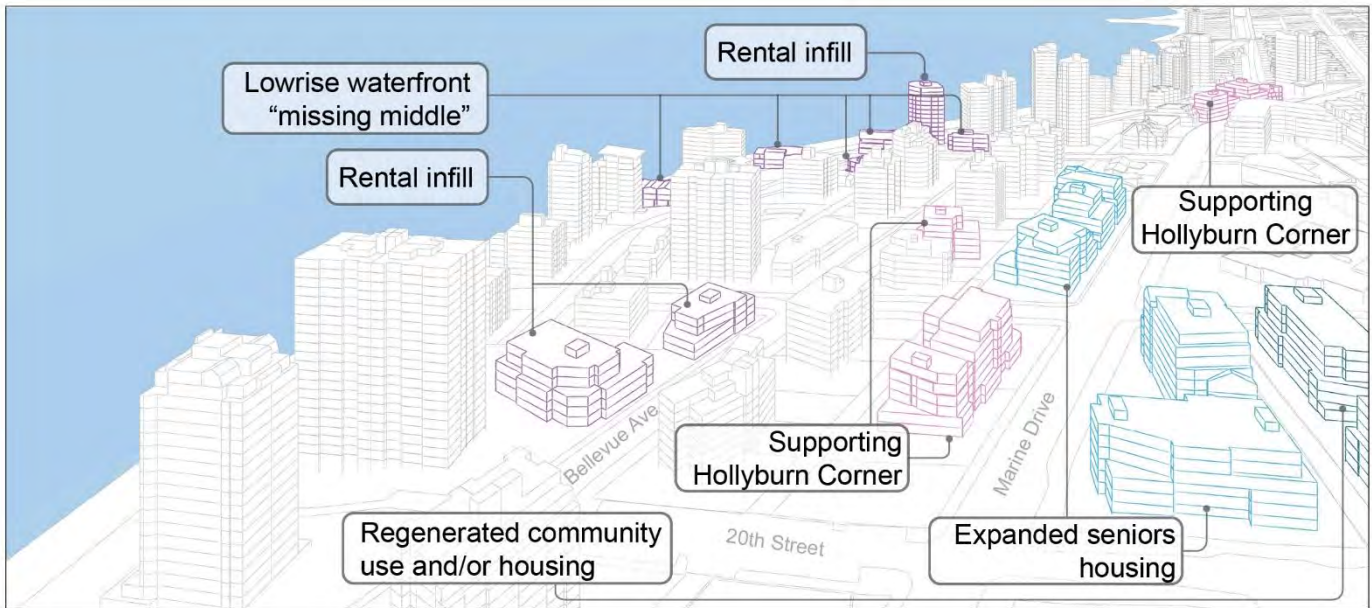 Rental infill
Lowrise waterfront
“missing middle”
Rental infill
Supporting
Hollyburn Corner
Bellevue Ave
Supporting
Hollyburn Corner
Marine Drive
Regenerated community
use and/or housing
20th Street
Expanded seniors
housing